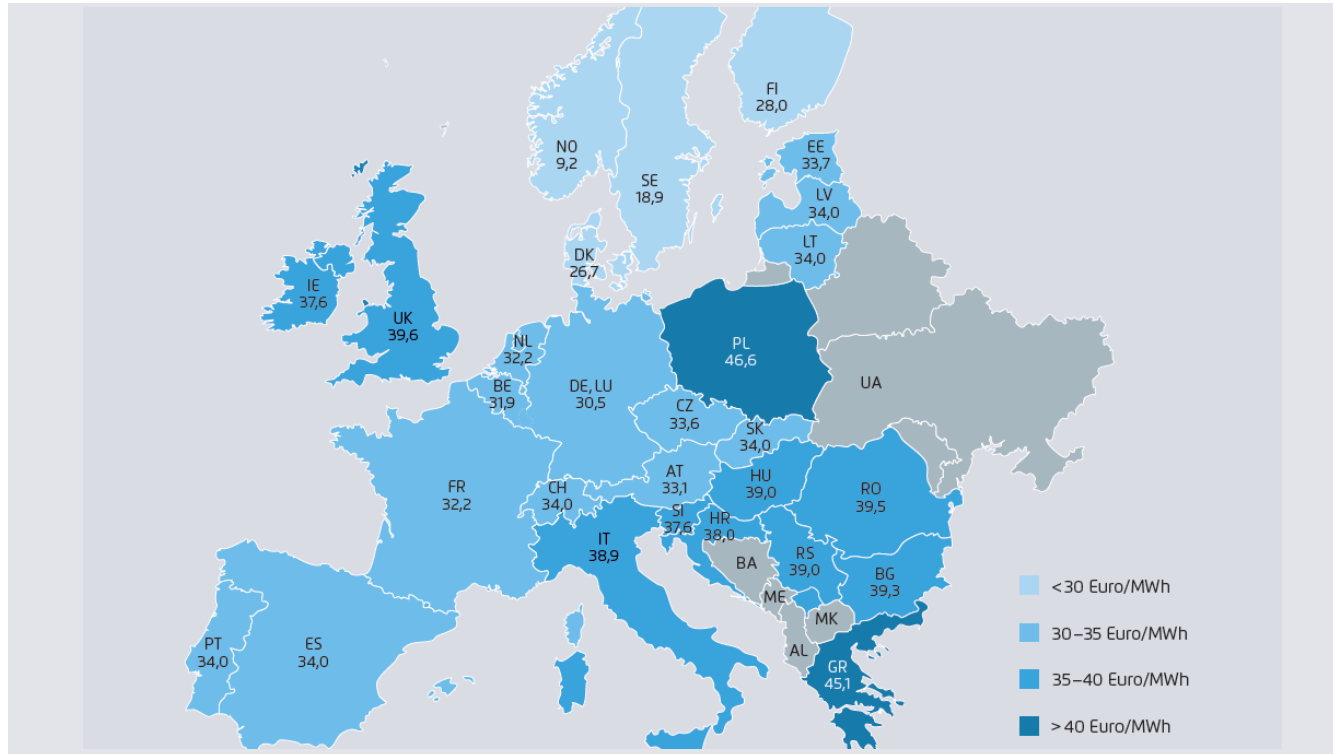 FI
28,0
NO
9,2
EE
33,7
SE
18,9
LV
34,0
LT
34,0
DK
26,7
IE
37,6
UK
39,6
NL
32,2
PL
46,6
BE
31,9
DE, LU
30,5
UA
CZ
33,6
SK
34,0
FR
32,2
CH
34,0
AT
33,1
HU
39,0
RO
39,5
SI
37,6
HR
38,0
IT
38,9
BA
RS
39,0
BG
39,3
ME
MK
AL
PT
34,0
ES
34,0
GR
45,1
<30 Euro/MWh
30–35 Euro/MWh
35–40 Euro/MWh
>40 Euro/MWh